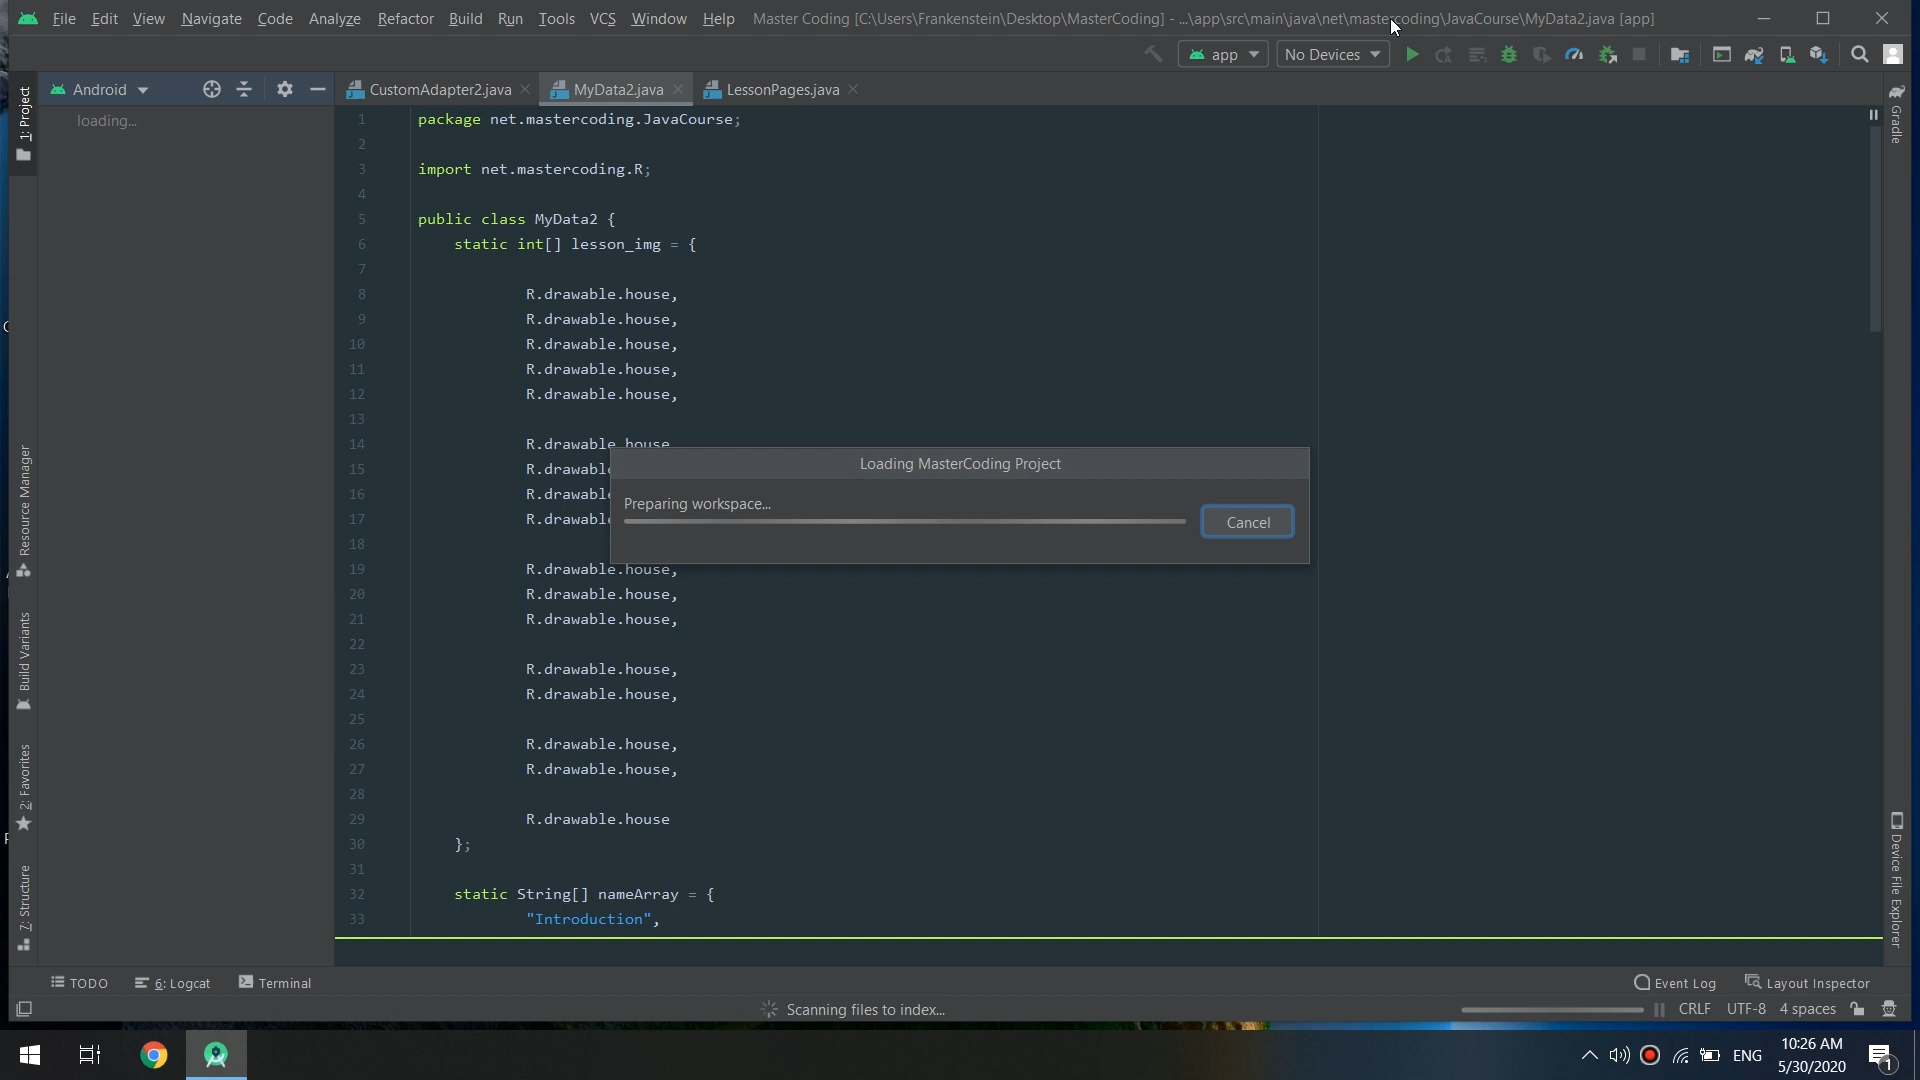 File Edit View Navigate Code Analyze Refactor Build Run Tools VCS Window Help Master Coding [C:\Users\Frankenstein\Desktop\MasterCoding] - ...\app\src\main\java\net\mastercoding\JavaCourse\MyData2.java [app]
app No Devices
Android
CustomAdapter2.java MyData2.java LessonPages.java
loading...
1: Project
Resource Manager
Build Variants
2: Favorites
7: Structure
1 package net.mastercoding.JavaCourse;
2
3 import net.mastercoding.R;
4
5 public class MyData2 {
6 static int[] lesson_img = {
7
8 R.drawable.house,
9 R.drawable.house,
10 R.drawable.house,
11 R.drawable.house,
12 R.drawable.house,
13
14 R.drawable.house
15 R.drawable
16 R.drawable
17 R.drawable
18
19 R.drawable.house,
20 R.drawable.house,
21 R.drawable.house,
22
23 R.drawable.house,
24 R.drawable.house,
25
26 R.drawable.house,
27 R.drawable.house,
28
29 R.drawable.house
30 };
31
32 static String[] nameArray = {
33 "Introduction",
Loading MasterCoding Project
Preparing workspace...
Cancel
Gradle
Device File Explorer
TODO 6: Logcat Terminal Event Log Layout Inspector
Scanning files to index... CRLF UTF-8 4 spaces
ENG
10:26 AM
5/30/2020
1